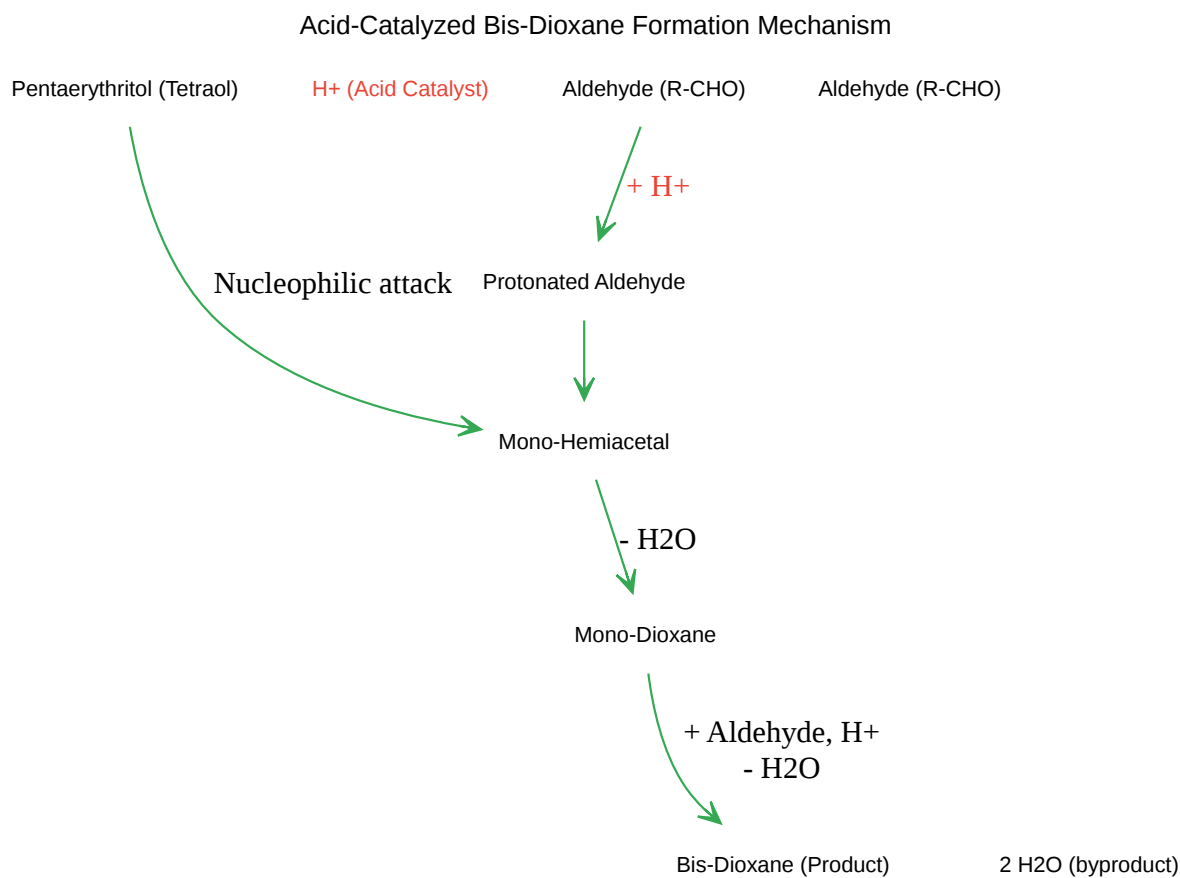 Acid-Catalyzed Bis-Dioxane Formation Mechanism
Pentaerythritol (Tetraol)
H+ (Acid Catalyst)
Aldehyde (R-CHO)
Aldehyde (R-CHO)
+ H+
Nucleophilic attack
Protonated Aldehyde
Mono-Hemiacetal
- H2O
Mono-Dioxane
+ Aldehyde, H+
- H2O
Bis-Dioxane (Product)
2 H2O (byproduct)